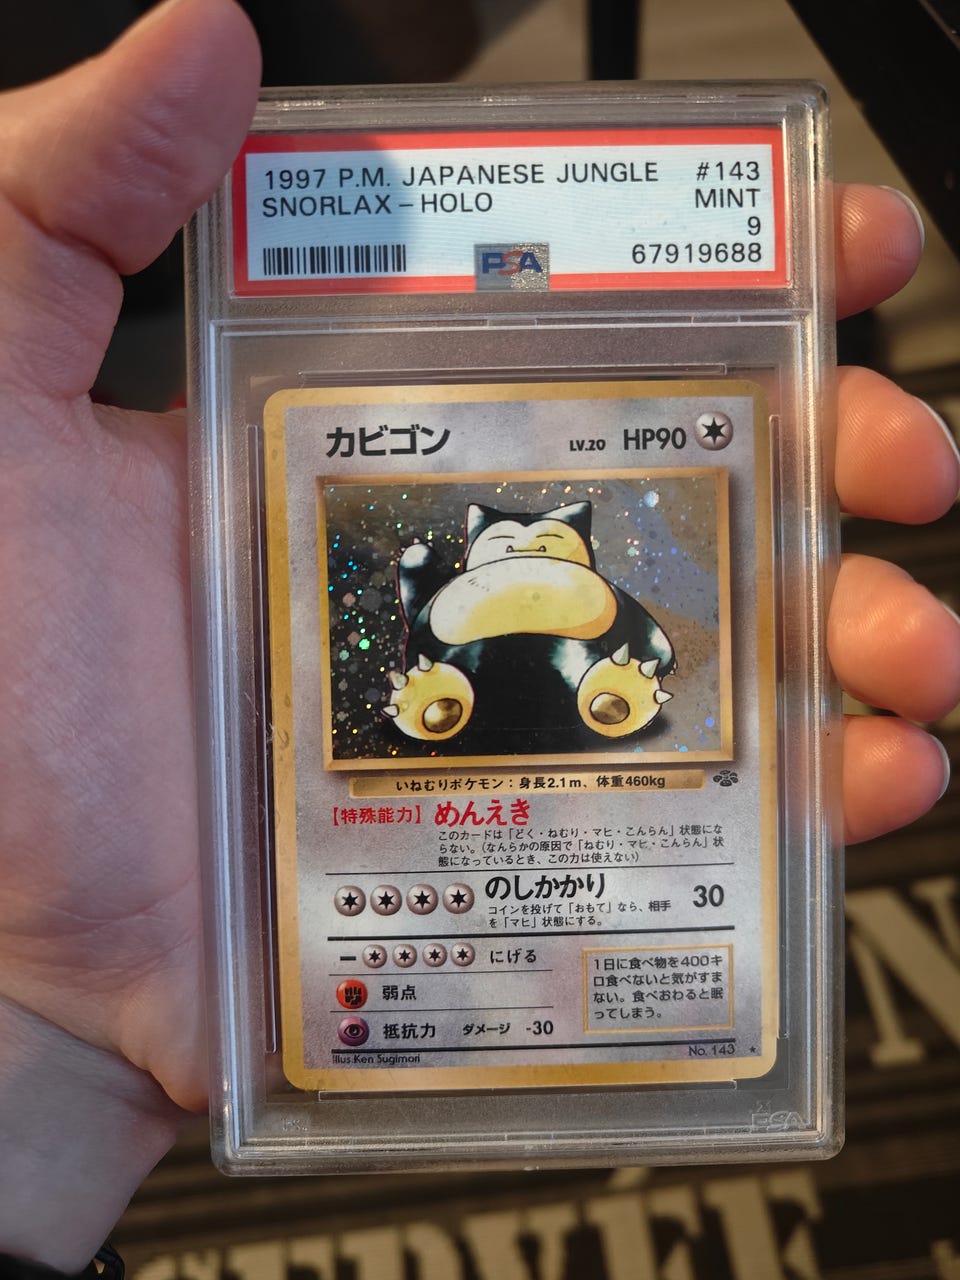 1997 P.M. JAPANESE JUNGLE #143
SNORLAX - HOLO MINT
9
PSA 67919688
カビゴン LV.20 HP90
いねむりポケモン：身長2.1m、体重460kg
【特殊能力】めんえき
このカードは「どく・ねむり・マヒ・こんらん」状態にな
らない。（なんらかの原因で「ねむり・マヒ・こんらん」状
態になっているとき、この力は使えない）
のしかかり 30
コインを投げて「おもて」なら、相手
を「マヒ」状態にする。
にげる
弱点
抵抗力 ダメージ -30
1日に食べ物を400キ
ロ食べないと気がすま
ない。食べおわると眠
ってしまう。
Illus.Ken Sugimori No. 143 ★
PSA